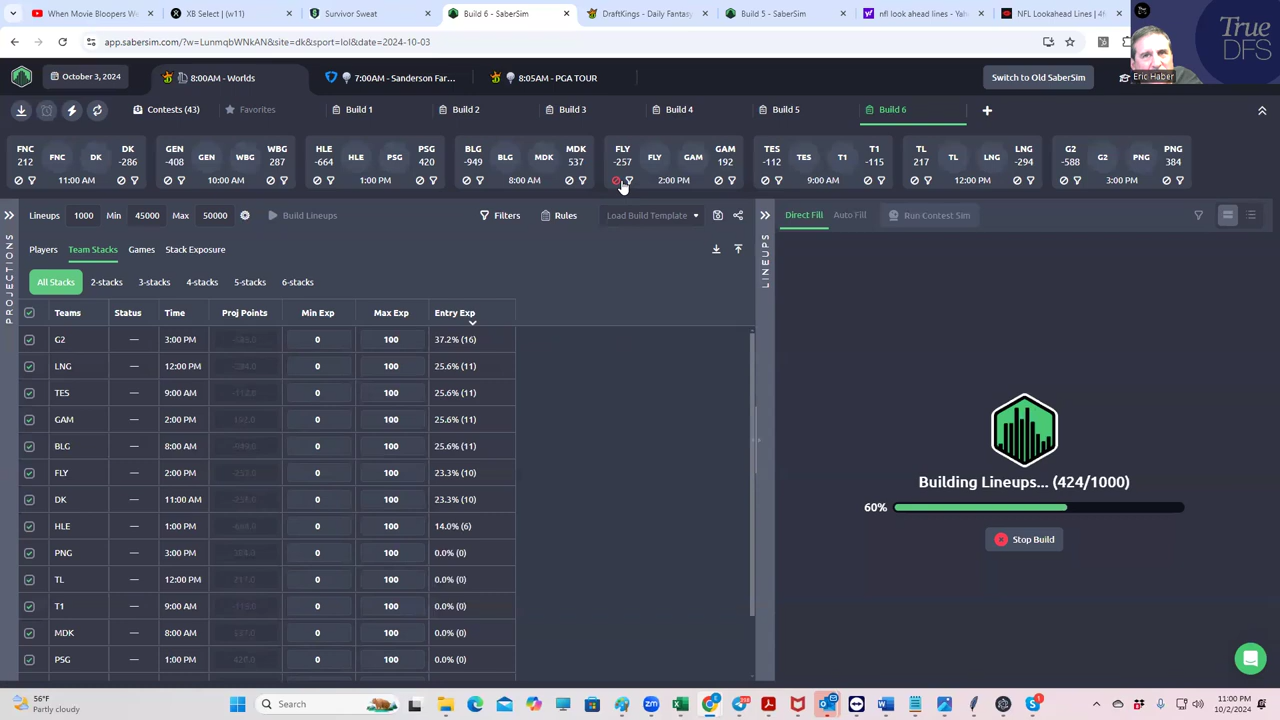 When Movie Bloopers We
XB Select | (w11)
Survivor Sweat
Build 6 - SaberSim
DraftKings - Daily Fantasy
Build 5 - SaberSim
nfl look ahead lines - Yah
NFL Lookahead Lines | 4f
app.sabersim.com/?w=LunmqbWNkAN&site=dk&sport=lol&date=2024-10-03
Eric Haber
True
DFS
October 3, 2024
8:00AM - Worlds
7:00AM - Sanderson Far...
8:05AM - PGA TOUR
Switch to Old SaberSim
Contests (43)
Favorites
Build 1
Build 2
Build 3
Build 4
Build 5
Build 6
FNC FNC DK DK
212 -286
11:00 AM
GEN GEN WBG WBG
-408 287
10:00 AM
HLE HLE PSG PSG
-664 420
1:00 PM
BLG BLG MDK MDK
-949 537
8:00 AM
FLY FLY GAM GAM
-257 192
2:00 PM
TES TES T1 T1
-112 -115
9:00 AM
TL TL LNG LNG
217 -294
12:00 PM
G2 G2 PNG PNG
-588 384
3:00 PM
Lineups 1000 Min 45000 Max 50000 Build Lineups Filters Rules Load Build Template
Direct Fill Auto Fill Run Contest Sim
PROJECTIONS
LINEUPS
Players Team Stacks Games Stack Exposure
All Stacks 2-stacks 3-stacks 4-stacks 5-stacks 6-stacks
Teams Status Time Proj Points Min Exp Max Exp Entry Exp
G2 — 3:00 PM 0 100 37.2% (16)
LNG — 12:00 PM 0 100 25.6% (11)
TES — 9:00 AM 0 100 25.6% (11)
GAM — 2:00 PM 0 100 25.6% (11)
BLG — 8:00 AM 0 100 25.6% (11)
FLY — 2:00 PM 0 100 23.3% (10)
DK — 11:00 AM 0 100 23.3% (10)
HLE — 1:00 PM 0 100 14.0% (6)
PNG — 3:00 PM 0 100 0.0% (0)
TL — 12:00 PM 0 100 0.0% (0)
T1 — 9:00 AM 0 100 0.0% (0)
MDK — 8:00 AM 0 100 0.0% (0)
PSG — 1:00 PM 0 100 0.0% (0)
Building Lineups... (424/1000)
60%
Stop Build
56°F
Partly cloudy
Search
11:00 PM
10/2/2024